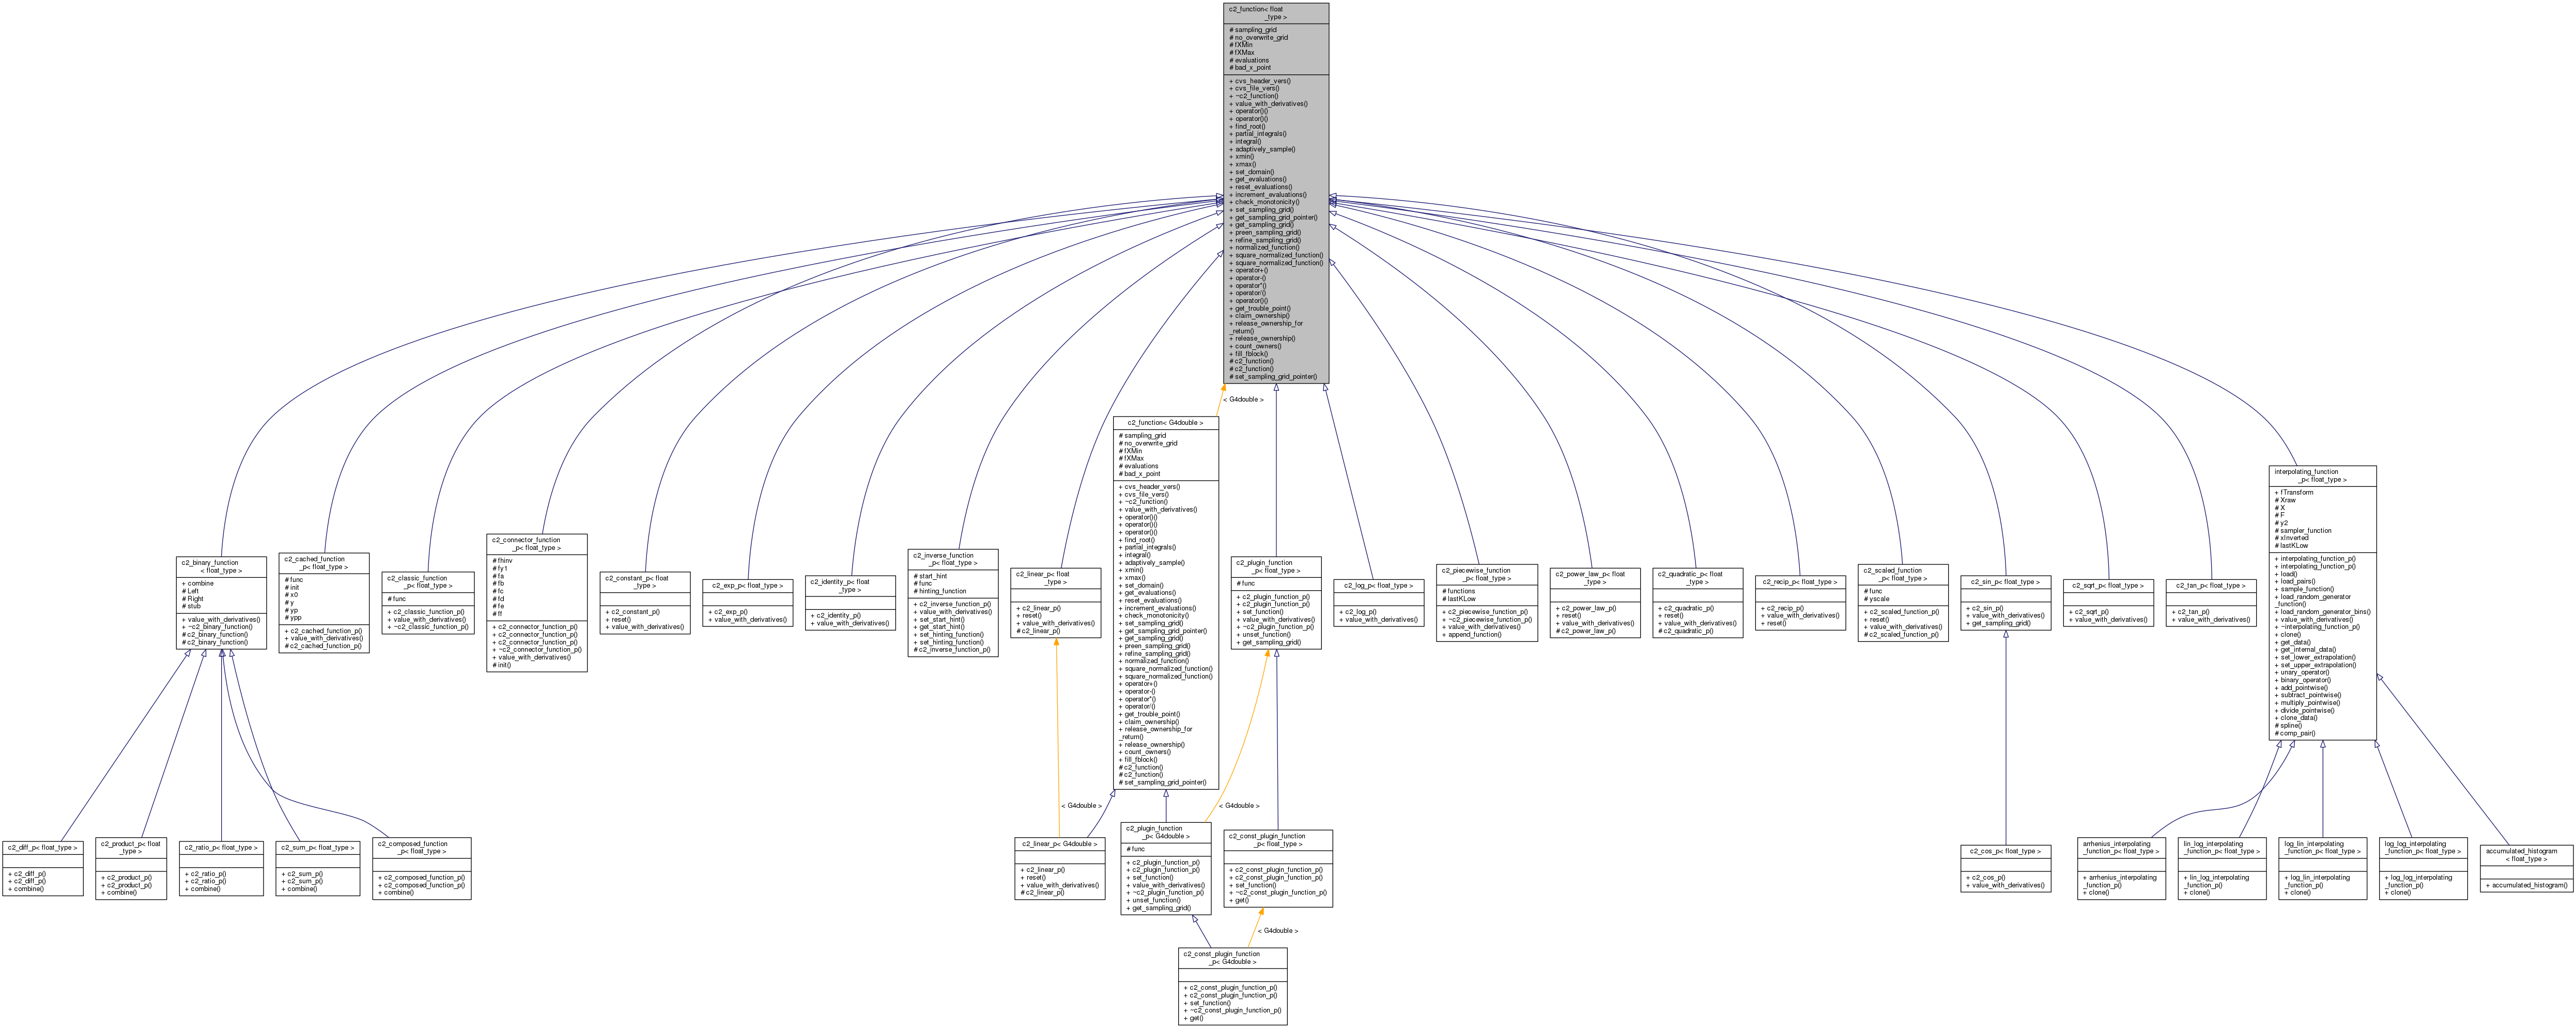 c2_function< float
_type >
# sampling_grid
# no_overwrite_grid
# fXMin
# fXMax
# evaluations
# bad_x_point
+ cvs_header_vers()
+ cvs_file_vers()
+ ~c2_function()
+ value_with_derivatives()
+ operator()()
+ operator()()
+ find_root()
+ partial_integrals()
+ integral()
+ adaptively_sample()
+ xmin()
+ xmax()
+ set_domain()
+ get_evaluations()
+ reset_evaluations()
+ increment_evaluations()
+ check_monotonicity()
+ set_sampling_grid()
+ get_sampling_grid_pointer()
+ get_sampling_grid()
+ preen_sampling_grid()
+ refine_sampling_grid()
+ normalized_function()
+ square_normalized_function()
+ square_normalized_function()
+ operator+()
+ operator-()
+ operator*()
+ operator/()
+ operator()()
+ get_trouble_point()
+ claim_ownership()
+ release_ownership_for
_return()
+ release_ownership()
+ count_owners()
+ fill_fblock()
# c2_function()
# c2_function()
# set_sampling_grid_pointer()
< G4double >
c2_function< G4double >
# sampling_grid
# no_overwrite_grid
# fXMin
# fXMax
# evaluations
# bad_x_point
+ cvs_header_vers()
+ cvs_file_vers()
+ ~c2_function()
+ value_with_derivatives()
+ operator()()
+ operator()()
+ operator()()
+ find_root()
+ partial_integrals()
+ integral()
+ adaptively_sample()
+ xmin()
+ xmax()
+ set_domain()
+ get_evaluations()
+ reset_evaluations()
+ increment_evaluations()
+ check_monotonicity()
+ set_sampling_grid()
+ get_sampling_grid_pointer()
+ get_sampling_grid()
+ preen_sampling_grid()
+ refine_sampling_grid()
+ normalized_function()
+ square_normalized_function()
+ square_normalized_function()
+ operator+()
+ operator-()
+ operator*()
+ operator/()
+ get_trouble_point()
+ claim_ownership()
+ release_ownership_for
_return()
+ release_ownership()
+ count_owners()
+ fill_fblock()
# c2_function()
# c2_function()
# set_sampling_grid_pointer()
c2_binary_function
< float_type >
+ combine
# Left
# Right
# stub
+ value_with_derivatives()
+ ~c2_binary_function()
# c2_binary_function()
# c2_binary_function()
c2_cached_function
_p< float_type >
# func
# init
# x0
# y
# yp
# ypp
+ c2_cached_function_p()
+ value_with_derivatives()
# c2_cached_function_p()
c2_classic_function
_p< float_type >
# func
+ c2_classic_function_p()
+ value_with_derivatives()
+ ~c2_classic_function_p()
c2_connector_function
_p< float_type >
# fhinv
# fy1
# fa
# fb
# fc
# fd
# fe
# ff
+ c2_connector_function_p()
+ c2_connector_function_p()
+ c2_connector_function_p()
+ ~c2_connector_function_p()
+ value_with_derivatives()
# init()
c2_constant_p< float
_type >
+ c2_constant_p()
+ reset()
+ value_with_derivatives()
c2_exp_p< float_type >
+ c2_exp_p()
+ value_with_derivatives()
c2_identity_p< float
_type >
+ c2_identity_p()
+ value_with_derivatives()
c2_inverse_function
_p< float_type >
# start_hint
# func
# hinting_function
+ c2_inverse_function_p()
+ value_with_derivatives()
+ set_start_hint()
+ get_start_hint()
+ set_hinting_function()
+ set_hinting_function()
# c2_inverse_function_p()
c2_linear_p< float
_type >
+ c2_linear_p()
+ reset()
+ value_with_derivatives()
# c2_linear_p()
c2_plugin_function
_p< float_type >
# func
+ c2_plugin_function_p()
+ c2_plugin_function_p()
+ set_function()
+ value_with_derivatives()
+ ~c2_plugin_function_p()
+ unset_function()
+ get_sampling_grid()
c2_log_p< float_type >
+ c2_log_p()
+ value_with_derivatives()
c2_piecewise_function
_p< float_type >
# functions
# lastKLow
+ c2_piecewise_function_p()
+ ~c2_piecewise_function_p()
+ value_with_derivatives()
+ append_function()
c2_power_law_p< float
_type >
+ c2_power_law_p()
+ reset()
+ value_with_derivatives()
# c2_power_law_p()
c2_quadratic_p< float
_type >
+ c2_quadratic_p()
+ reset()
+ value_with_derivatives()
# c2_quadratic_p()
c2_recip_p< float_type >
+ c2_recip_p()
+ value_with_derivatives()
+ reset()
c2_scaled_function
_p< float_type >
# func
# yscale
+ c2_scaled_function_p()
+ reset()
+ value_with_derivatives()
# c2_scaled_function_p()
c2_sin_p< float_type >
+ c2_sin_p()
+ value_with_derivatives()
+ get_sampling_grid()
c2_sqrt_p< float_type >
+ c2_sqrt_p()
+ value_with_derivatives()
c2_tan_p< float_type >
+ c2_tan_p()
+ value_with_derivatives()
interpolating_function
_p< float_type >
+ fTransform
# Xraw
# X
# F
# y2
# sampler_function
# xInverted
# lastKLow
+ interpolating_function_p()
+ interpolating_function_p()
+ load()
+ load_pairs()
+ sample_function()
+ load_random_generator
_function()
+ load_random_generator_bins()
+ value_with_derivatives()
+ ~interpolating_function_p()
+ clone()
+ get_data()
+ get_internal_data()
+ set_lower_extrapolation()
+ set_upper_extrapolation()
+ unary_operator()
+ binary_operator()
+ add_pointwise()
+ subtract_pointwise()
+ multiply_pointwise()
+ divide_pointwise()
+ clone_data()
# spline()
# comp_pair()
< G4double >
< G4double >
c2_diff_p< float_type >
+ c2_diff_p()
+ c2_diff_p()
+ combine()
c2_product_p< float
_type >
+ c2_product_p()
+ c2_product_p()
+ combine()
c2_ratio_p< float_type >
+ c2_ratio_p()
+ c2_ratio_p()
+ combine()
c2_sum_p< float_type >
+ c2_sum_p()
+ c2_sum_p()
+ combine()
c2_composed_function
_p< float_type >
+ c2_composed_function_p()
+ c2_composed_function_p()
+ combine()
c2_linear_p< G4double >
+ c2_linear_p()
+ reset()
+ value_with_derivatives()
# c2_linear_p()
c2_plugin_function
_p< G4double >
# func
+ c2_plugin_function_p()
+ c2_plugin_function_p()
+ set_function()
+ value_with_derivatives()
+ ~c2_plugin_function_p()
+ unset_function()
+ get_sampling_grid()
c2_const_plugin_function
_p< float_type >
+ c2_const_plugin_function_p()
+ c2_const_plugin_function_p()
+ set_function()
+ ~c2_const_plugin_function_p()
+ get()
c2_cos_p< float_type >
+ c2_cos_p()
+ value_with_derivatives()
arrhenius_interpolating
_function_p< float_type >
+ arrhenius_interpolating
_function_p()
+ clone()
lin_log_interpolating
_function_p< float_type >
+ lin_log_interpolating
_function_p()
+ clone()
log_lin_interpolating
_function_p< float_type >
+ log_lin_interpolating
_function_p()
+ clone()
log_log_interpolating
_function_p< float_type >
+ log_log_interpolating
_function_p()
+ clone()
accumulated_histogram
< float_type >
+ accumulated_histogram()
< G4double >
c2_const_plugin_function
_p< G4double >
+ c2_const_plugin_function_p()
+ c2_const_plugin_function_p()
+ set_function()
+ ~c2_const_plugin_function_p()
+ get()